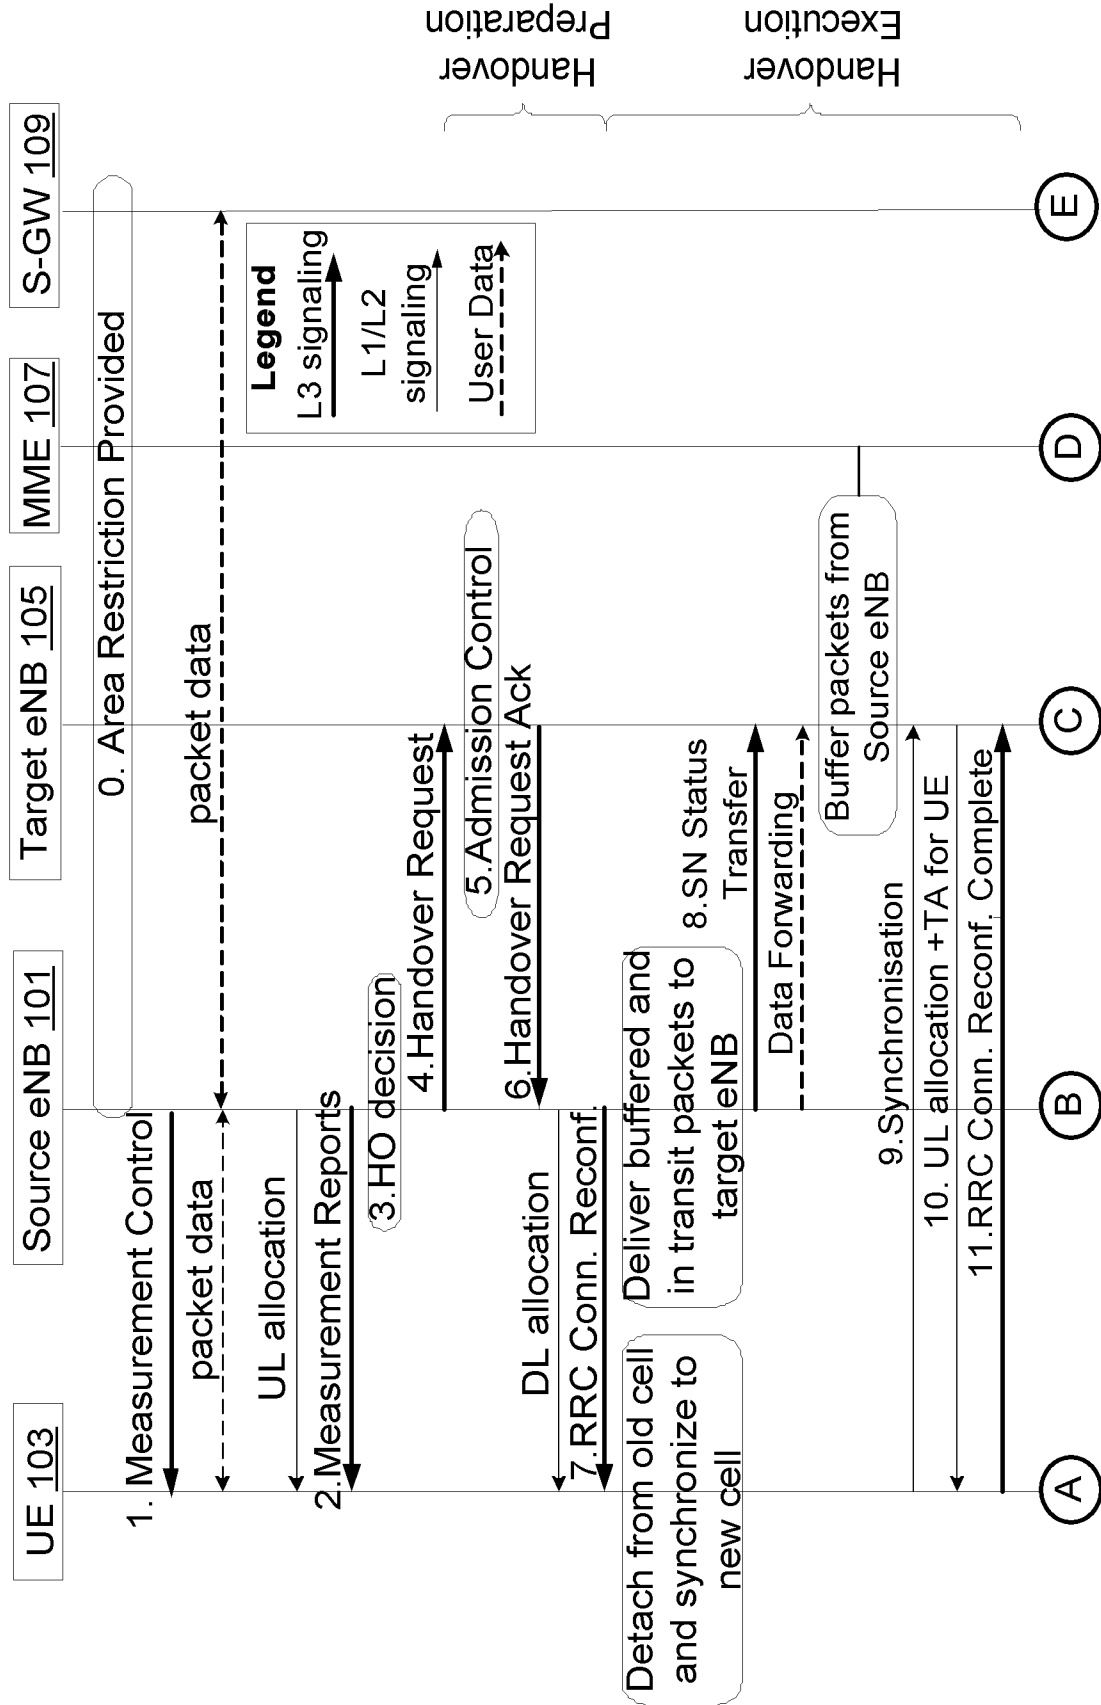 UE 103
Source eNB 101
Target eNB 105
MME 107
S-GW 109
0. Area Restriction Provided
1. Measurement Control
packet data
packet data
UL allocation
2.Measurement Reports
3.HO decision
4.Handover Request
5.Admission Control
6.Handover Request Ack
DL allocation
7.RRC Conn. Reconf.
Detach from old cell
and synchronize to
new cell
Deliver buffered and
in transit packets to
target eNB
8.SN Status
Transfer
Data Forwarding
Buffer packets from
Source eNB
9.Synchronisation
10. UL allocation +TA for UE
11.RRC Conn. Reconf. Complete
Legend
L3 signaling
L1/L2
signaling
User Data
Handover
Preparation
Handover
Execution
A
B
C
D
E